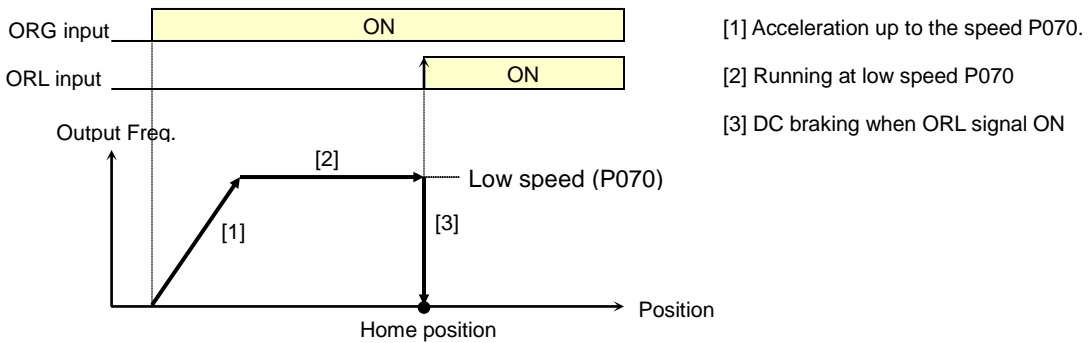 ORG input
ON
ORL input
ON
Output Freq.
[1]
[2]
[3]
Low speed (P070)
Position
Home position
[1] Acceleration up to the speed P070.
[2] Running at low speed P070
[3] DC braking when ORL signal ON